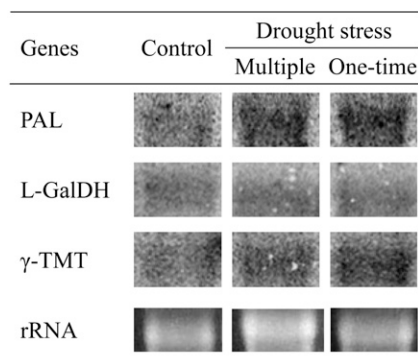 Genes Control Drought stress
Multiple One-time
PAL
L-GalDH
γ-TMT
rRNA